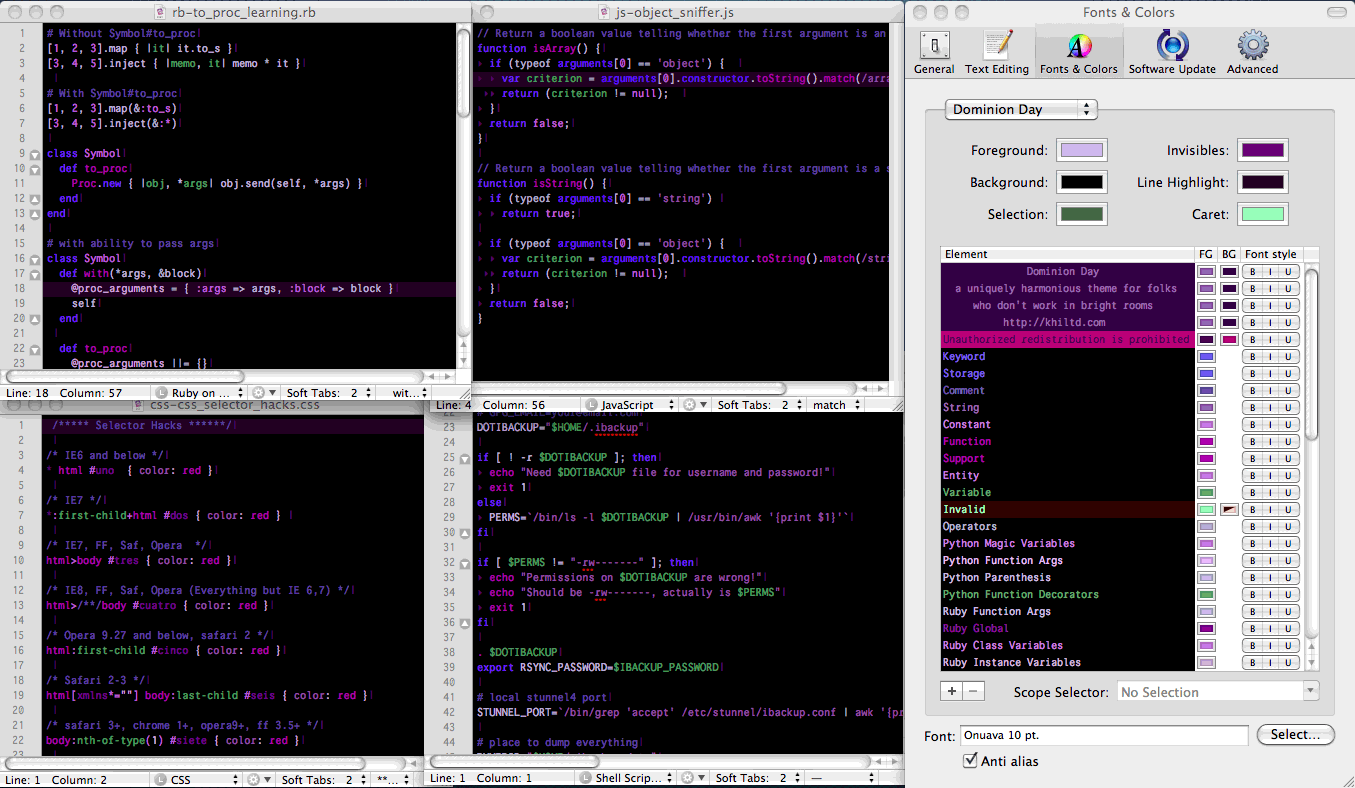 rb-to_proc_learning.rb
1 # Without Symbol#to_proc
2 [1, 2, 3].map { |it| it.to_s }
3 [3, 4, 5].inject { |memo, it| memo * it }
4
5 # With Symbol#to_proc
6 [1, 2, 3].map(&:to_s)
7 [3, 4, 5].inject(&:*)
8
9 class Symbol
10 def to_proc
11 Proc.new { |obj, *args| obj.send(self, *args) }
12 end
13 end
14
15 # with ability to pass args
16 class Symbol
17 def with(*args, &block)
18 @proc_arguments = { :args => args, :block => block }
19 self
20 end
21
22 def to_proc
23 @proc_arguments ||= {}
Line: 18 Column: 57 Ruby on ... Soft Tabs: 2 wit...
js-object_sniffer.js
// Return a boolean value telling whether the first argument is an
function isArray() {
if (typeof arguments[0] == 'object') {
var criterion = arguments[0].constructor.toString().match(/arra
return (criterion != null);
}
return false;
}
// Return a boolean value telling whether the first argument is a s
function isString() {
if (typeof arguments[0] == 'string')
return true;
if (typeof arguments[0] == 'object') {
var criterion = arguments[0].constructor.toString().match(/stri
return (criterion != null);
}
return false;
}
Line: 4 Column: 56 JavaScript Soft Tabs: 2 match
css-css_selector_hacks.css
1 /***** Selector Hacks ******/
2
3 /* IE6 and below */
4 * html #uno { color: red }
5
6 /* IE7 */
7 *:first-child+html #dos { color: red }
8
9 /* IE7, FF, Saf, Opera */
10 html>body #tres { color: red }
11
12 /* IE8, FF, Saf, Opera (Everything but IE 6,7) */
13 html>/**/body #cuatro { color: red }
14
15 /* Opera 9.27 and below, safari 2 */
16 html:first-child #cinco { color: red }
17
18 /* Safari 2-3 */
19 html[xmlns*=""] body:last-child #seis { color: red }
20
21 /* safari 3+, chrome 1+, opera9+, ff 3.5+ */
22 body:nth-of-type(1) #siete { color: red }
23
Line: 1 Column: 2 CSS Soft Tabs: 2 **...
23 DOTIBACKUP="$HOME/.ibackup"
24
25 if [ ! -r $DOTIBACKUP ]; then
26 echo "Need $DOTIBACKUP file for username and password!"
27 exit 1
28 else
29 PERMS=`/bin/ls -l $DOTIBACKUP | /usr/bin/awk '{print $1}'`
30 fi
31
32 if [ $PERMS != "-rw-------" ]; then
33 echo "Permissions on $DOTIBACKUP are wrong!"
34 echo "Should be -rw-------, actually is $PERMS"
35 exit 1
36 fi
37
38 . $DOTIBACKUP
39 export RSYNC_PASSWORD=$IBACKUP_PASSWORD
40
41 # local stunnel4 port
42 STUNNEL_PORT=`/bin/grep 'accept' /etc/stunnel/ibackup.conf | awk '{pr
43
44 # place to dump everything
Line: 1 Column: 1 Shell Scrip... Soft Tabs: 2 —
Fonts & Colors
General Text Editing Fonts & Colors Software Update Advanced
Dominion Day
Foreground: Invisibles:
Background: Line Highlight:
Selection: Caret:
Element FG BG Font style
Dominion Day B I U
a uniquely harmonious theme for folks B I U
who don't work in bright rooms B I U
http://khiltd.com B I U
Unauthorized redistribution is prohibited B I U
Keyword B I U
Storage B I U
Comment B I U
String B I U
Constant B I U
Function B I U
Support B I U
Entity B I U
Variable B I U
Invalid B I U
Operators B I U
Python Magic Variables B I U
Python Function Args B I U
Python Parenthesis B I U
Python Function Decorators B I U
Ruby Function Args B I U
Ruby Global B I U
Ruby Class Variables B I U
Ruby Instance Variables B I U
+ − Scope Selector: No Selection
Font: Onuava 10 pt. Select...
Anti alias